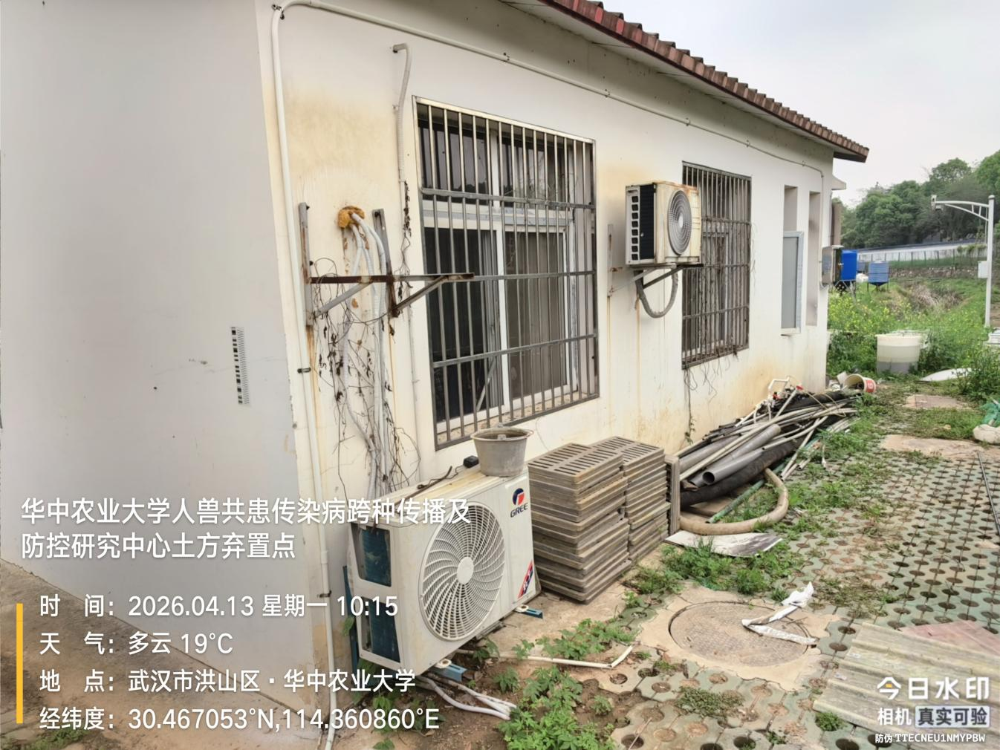 GREE
华中农业大学人兽共患传染病跨种传播及
防控研究中心土方弃置点
时 间：2026.04.13 星期一 10:15
天 气：多云 19°C
地 点：武汉市洪山区·华中农业大学
经纬度：30.467053°N,114.360860°E
今日水印
相机 真实可验
防伪 TTECNEU1NMYPBW